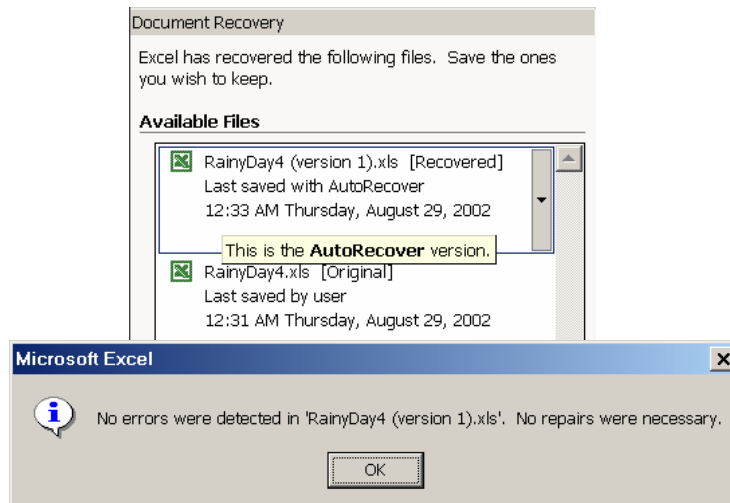 Document Recovery
Excel has recovered the following files.  Save the ones
you wish to keep.
Available Files
RainyDay4 (version 1).xls  [Recovered]
Last saved with AutoRecover
12:33 AM Thursday, August 29, 2002
This is the AutoRecover version.
RainyDay4.xls  [Original]
Last saved by user
12:31 AM Thursday, August 29, 2002
Microsoft Excel
No errors were detected in 'RainyDay4 (version 1).xls'.  No repairs were necessary.
OK